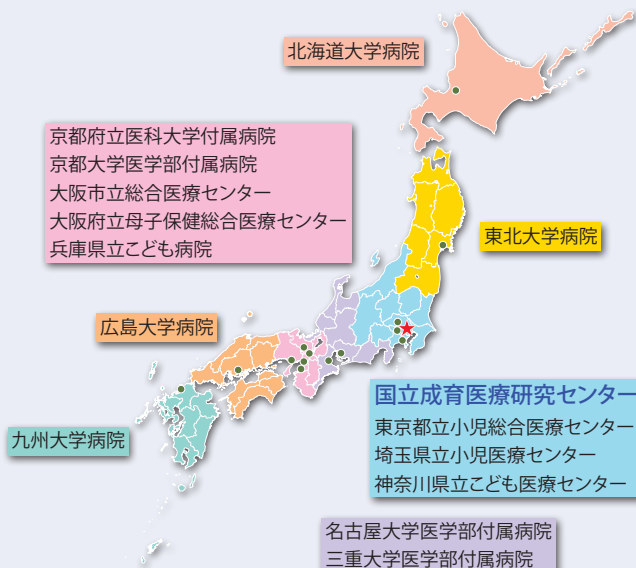 北海道大学病院
京都府立医科大学付属病院
京都大学医学部付属病院
大阪市立総合医療センター
大阪府立母子保健総合医療センター
兵庫県立こども病院
東北大学病院
広島大学病院
国立成育医療研究センター
東京都立小児総合医療センター
埼玉県立小児医療センター
神奈川県立こども医療センター
九州大学病院
名古屋大学医学部付属病院
三重大学医学部付属病院